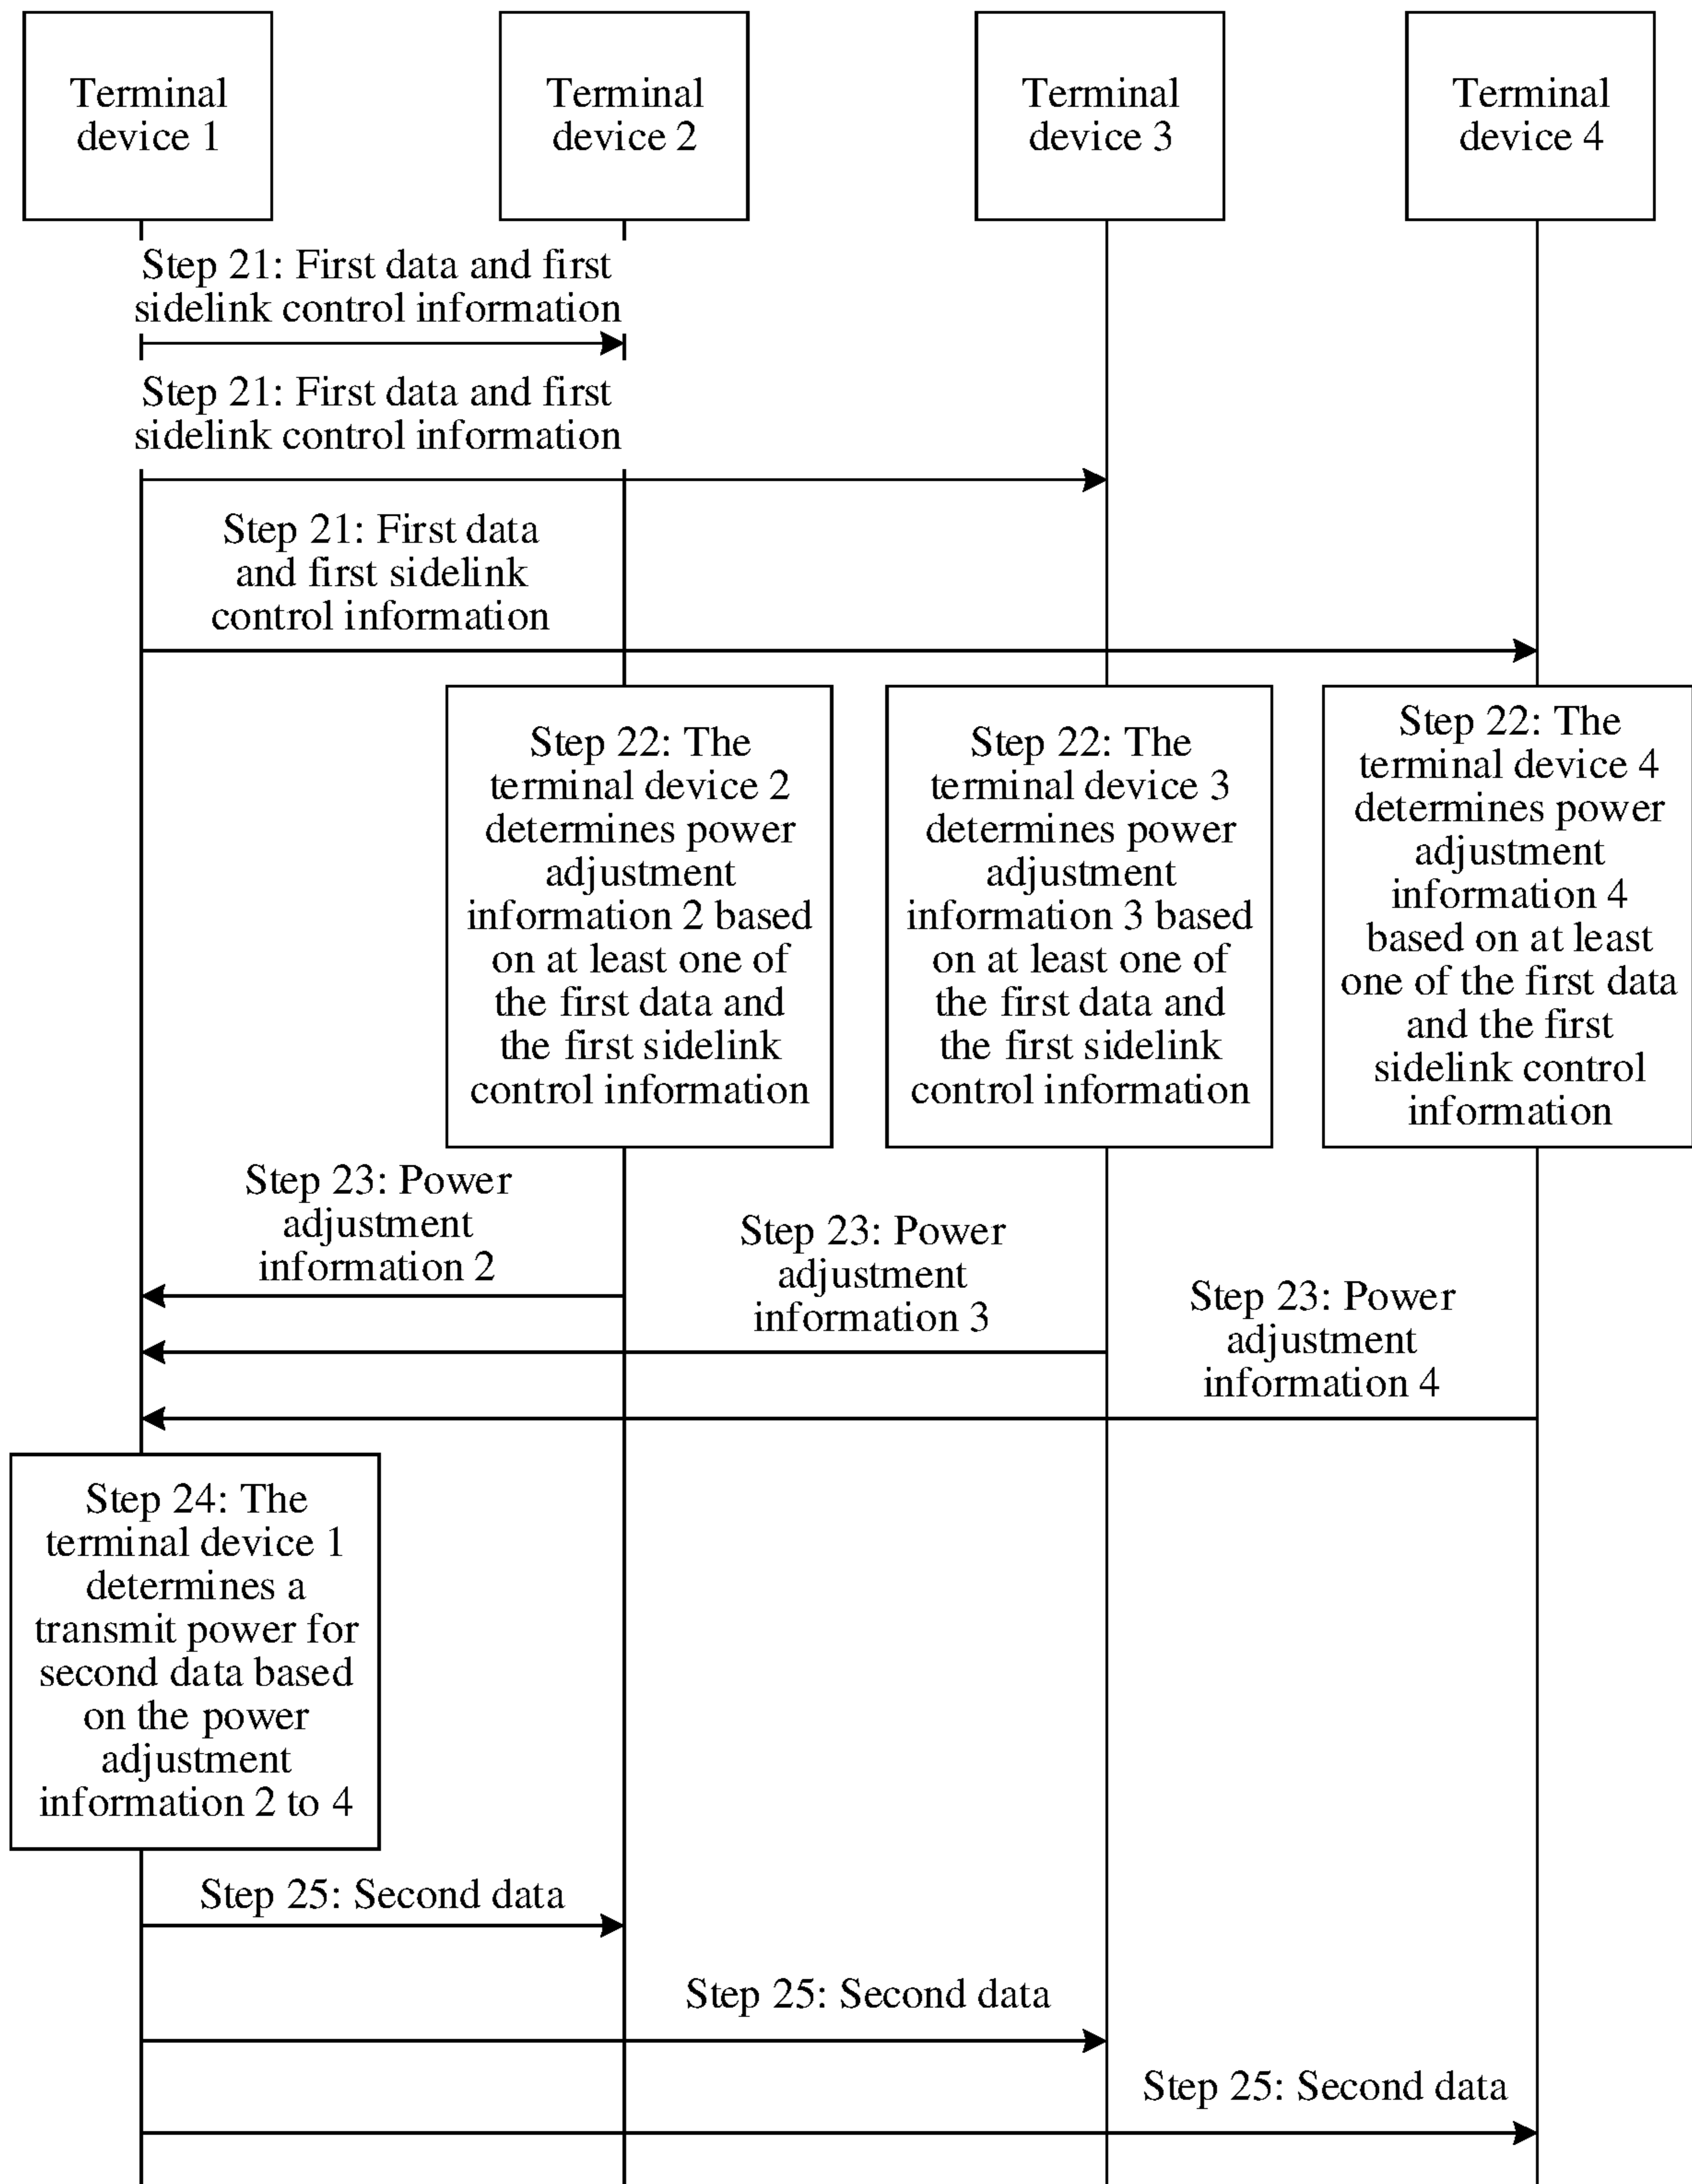 Terminal
device 1
Terminal
device 2
Terminal
device 3
Terminal
device 4
Step 21: First data and first
sidelink control information
Step 21: First data and first
sidelink control information
Step 21: First data
and first sidelink
control information
Step 22: The
terminal device 2
determines power
adjustment
information 2 based
on at least one of
the first data and
the first sidelink
control information
Step 22: The
terminal device 3
determines power
adjustment
information 3 based
on at least one of
the first data and
the first sidelink
control information
Step 22: The
terminal device 4
determines power
adjustment
information 4
based on at least
one of the first data
and the first
sidelink control
information
Step 23: Power
adjustment
information 2
Step 23: Power
adjustment
information 3
Step 23: Power
adjustment
information 4
Step 24: The
terminal device 1
determines a
transmit power for
second data based
on the power
adjustment
information 2 to 4
Step 25: Second data
Step 25: Second data
Step 25: Second data